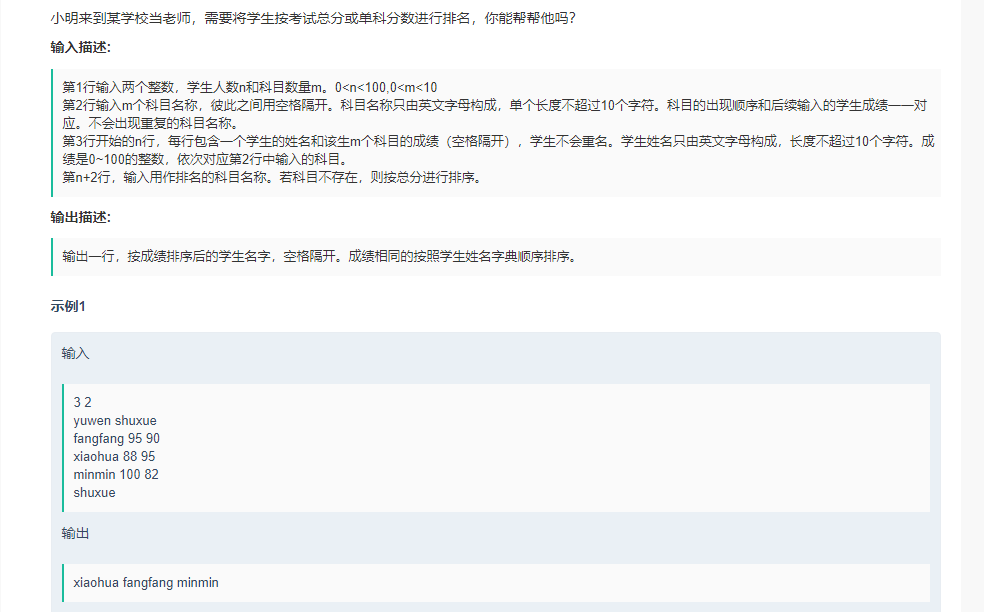 小明来到某学校当老师，需要将学生按考试总分或单科分数进行排名，你能帮帮他吗？
输入描述:
第1行输入两个整数，学生人数n和科目数量m。0<n<100,0<m<10
第2行输入m个科目名称，彼此之间用空格隔开。科目名称只由英文字母构成，单个长度不超过10个字符。科目的出现顺序和后续输入的学生成绩一一对
应。不会出现重复的科目名称。
第3行开始的n行，每行包含一个学生的姓名和该生m个科目的成绩（空格隔开），学生不会重名。学生姓名只由英文字母构成，长度不超过10个字符。成
绩是0~100的整数，依次对应第2行中输入的科目。
第n+2行，输入用作排名的科目名称。若科目不存在，则按总分进行排序。
输出描述:
输出一行，按成绩排序后的学生名字，空格隔开。成绩相同的按照学生姓名字典顺序排序。
示例1
输入
3 2
yuwen shuxue
fangfang 95 90
xiaohua 88 95
minmin 100 82
shuxue
输出
xiaohua fangfang minmin